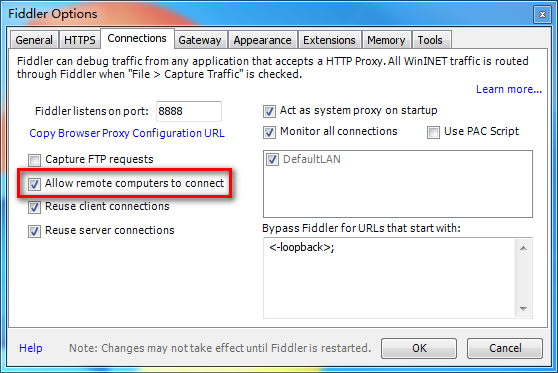 Fiddler Options
General HTTPS Connections Gateway Appearance Extensions Memory Tools
Fiddler can debug traffic from any application that accepts a HTTP Proxy. All WinINET traffic is routed
through Fiddler when "File > Capture Traffic" is checked.
Learn more...
Fiddler listens on port: 8888
Copy Browser Proxy Configuration URL
Capture FTP requests
Allow remote computers to connect
Reuse client connections
Reuse server connections
Act as system proxy on startup
Monitor all connections Use PAC Script
DefaultLAN
Bypass Fiddler for URLs that start with:
<-loopback>;
Help Note: Changes may not take effect until Fiddler is restarted. OK Cancel